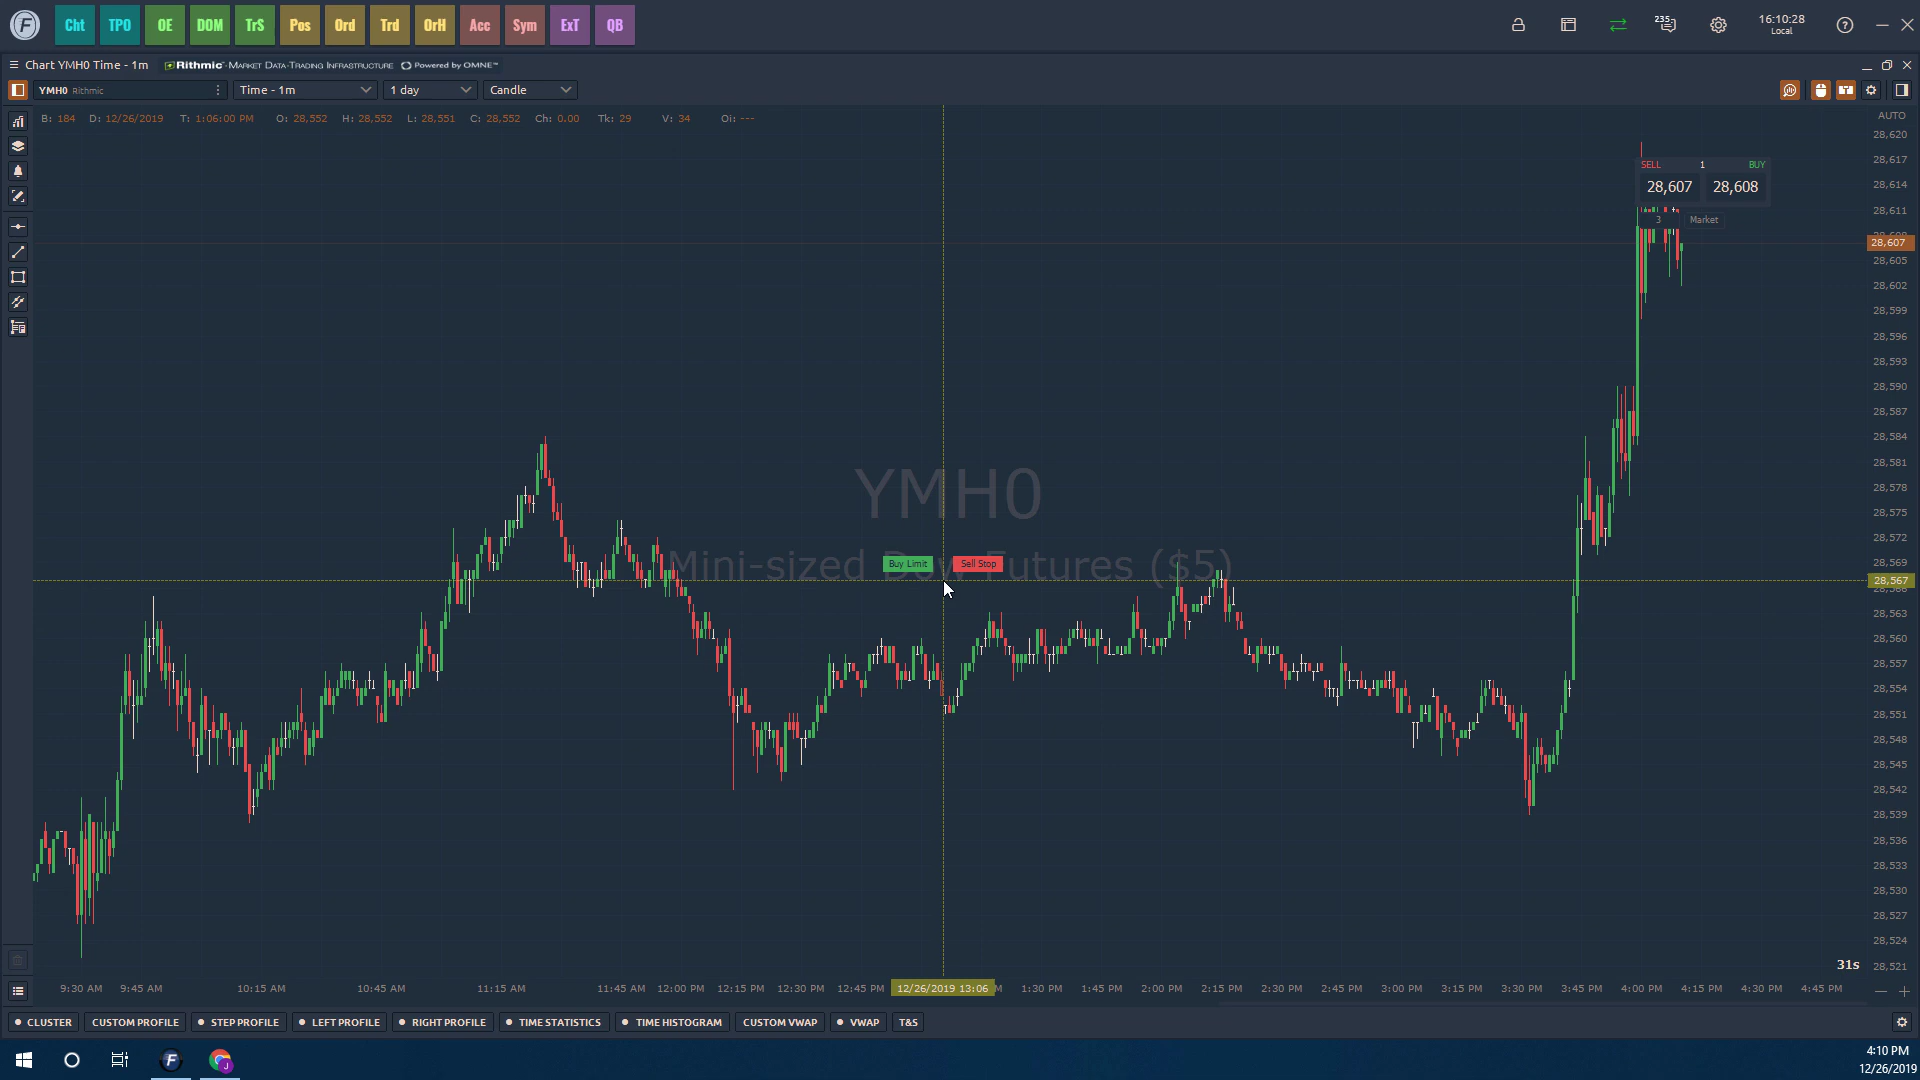 Cht TPO OE DOM TrS Pos Ord Trd OrH Acc Sym ExT QB
235
16:10:28
Local
Chart YMH0 Time - 1m Rithmic® - MARKET DATA-TRADING INFRASTRUCTURE Powered by OMNE™
YMH0 Rithmic Time - 1m 1 day Candle
B: 184 D: 12/26/2019 T: 1:06:00 PM O: 28,552 H: 28,552 L: 28,551 C: 28,552 Ch: 0.00 Tk: 29 V: 34 Oi: ---
AUTO
28,620
28,617
28,614
28,611
28,607
28,605
28,602
28,599
28,596
28,593
28,590
28,587
28,584
28,581
28,578
28,575
28,572
28,569
28,567
28,563
28,560
28,557
28,554
28,551
28,548
28,545
28,542
28,539
28,536
28,533
28,530
28,527
28,524
28,521
SELL 1 BUY
28,607 28,608
3 Market
YMH0
Mini-sized Dow Futures ($5)
Buy Limit Sell Stop
31s
9:30 AM 9:45 AM 10:15 AM 10:45 AM 11:15 AM 11:45 AM 12:00 PM 12:15 PM 12:30 PM 12:45 PM 12/26/2019 13:06 1:30 PM 1:45 PM 2:00 PM 2:15 PM 2:30 PM 2:45 PM 3:00 PM 3:15 PM 3:30 PM 3:45 PM 4:00 PM 4:15 PM 4:30 PM 4:45 PM
CLUSTER CUSTOM PROFILE STEP PROFILE LEFT PROFILE RIGHT PROFILE TIME STATISTICS TIME HISTOGRAM CUSTOM VWAP VWAP T&S
4:10 PM
12/26/2019